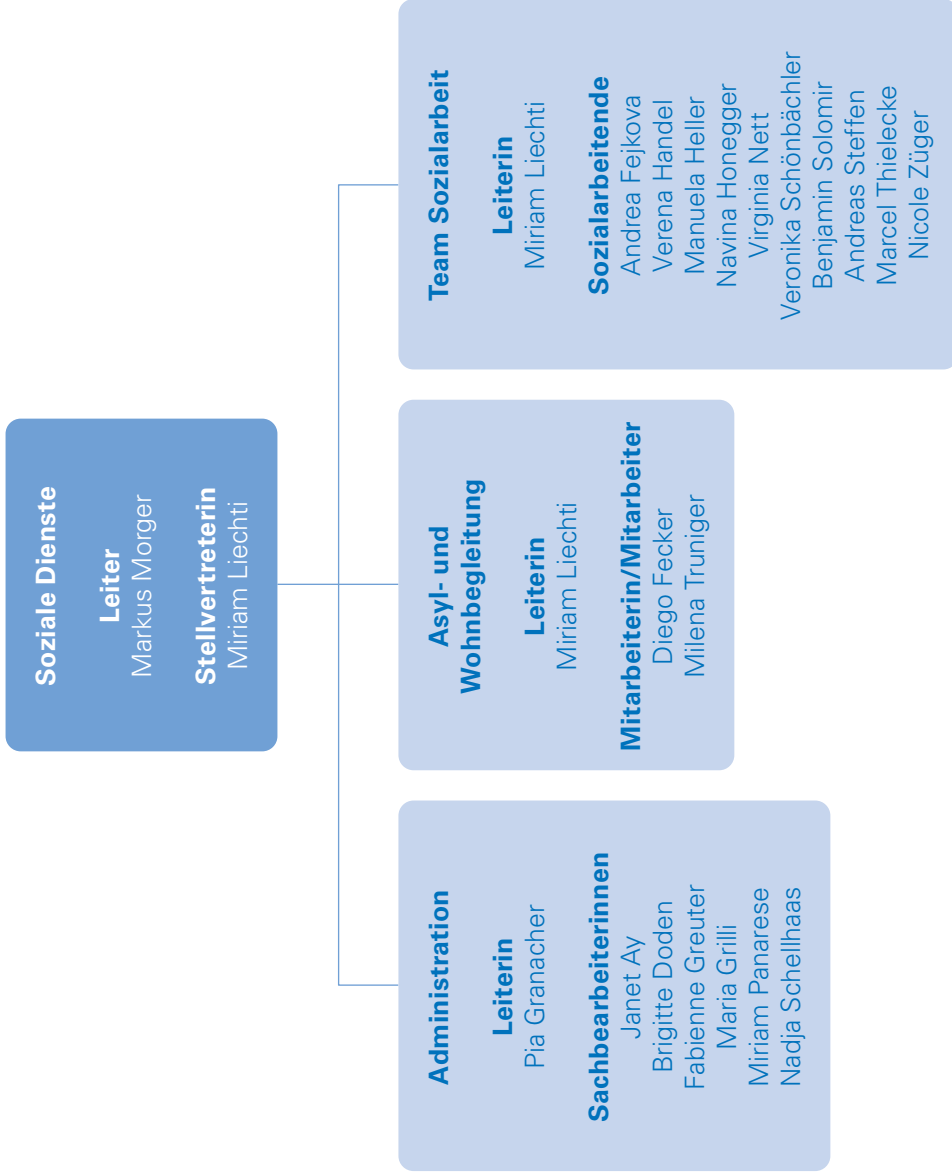 Soziale Dienste
Leiter
Markus Morger
Stellvertreterin
Miriam Liechti
Administration
Leiterin
Pia Granacher
Sachbearbeiterinnen
Janet Ay
Brigitte Doden
Fabienne Greuter
Maria Grilli
Miriam Panarese
Nadja Schellhaas
Asyl- und
Wohnbegleitung
Leiterin
Miriam Liechti
Mitarbeiterin/Mitarbeiter
Diego Fecker
Milena Truniger
Team Sozialarbeit
Leiterin
Miriam Liechti
Sozialarbeitende
Andrea Fejkova
Verena Handel
Manuela Heller
Navina Honegger
Virginia Nett
Veronika Schönbächler
Benjamin Solomir
Andreas Steffen
Marcel Thielecke
Nicole Züger